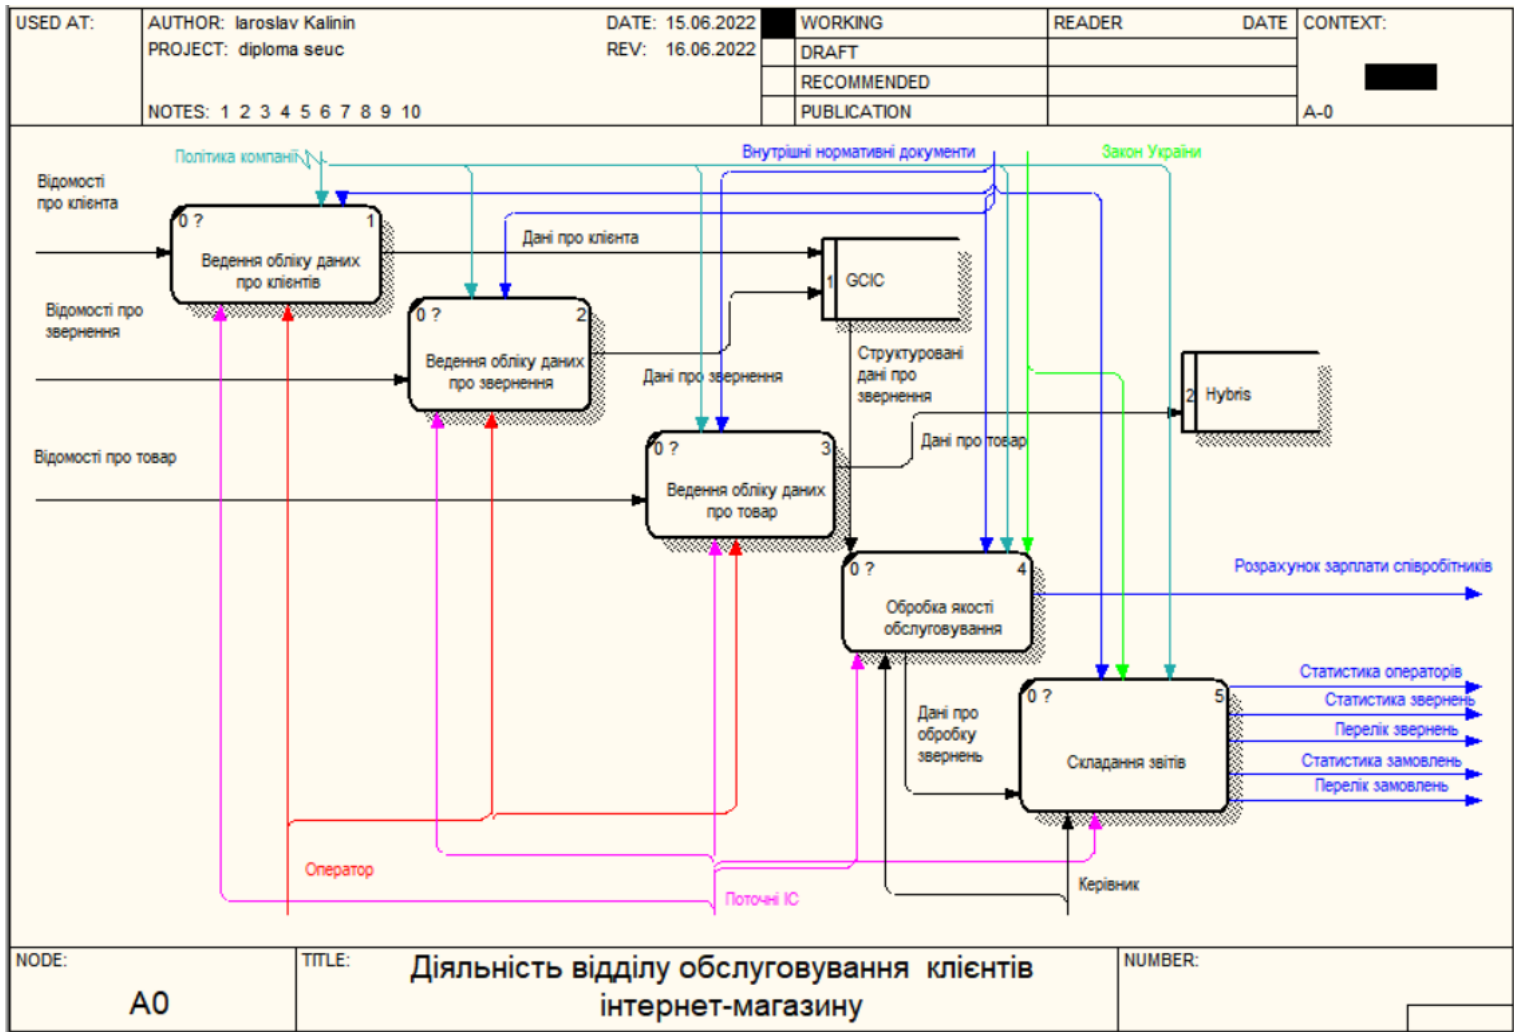 USED AT:
AUTHOR: Iaroslav Kalinin
DATE: 15.06.2022
PROJECT: diploma seuc
REV: 16.06.2022
NOTES: 1 2 3 4 5 6 7 8 9 10
WORKING
DRAFT
RECOMMENDED
PUBLICATION
READER
DATE
CONTEXT:
A-0
Політика компанії
Внутрішні нормативні документи
Закон України
Відомості
про клієнта
0 ?
1
Ведення обліку даних
про клієнтів
Дані про клієнта
1
GCIC
Відомості про
звернення
0 ?
2
Ведення обліку даних
про звернення
Дані про звернення
Структуровані
дані про
звернення
2
Hybris
Відомості про товар
0 ?
3
Ведення обліку даних
про товар
Дані про товар
0 ?
4
Обробка якості
обслуговування
Розрахунок зарплати співробітників
Дані про
обробку
звернень
0 ?
5
Складання звітів
Статистика операторів
Статистика звернень
Перелік звернень
Статистика замовлень
Перелік замовлень
Оператор
Поточні ІС
Керівник
NODE:
A0
TITLE:
Діяльність відділу обслуговування клієнтів
інтернет-магазину
NUMBER: